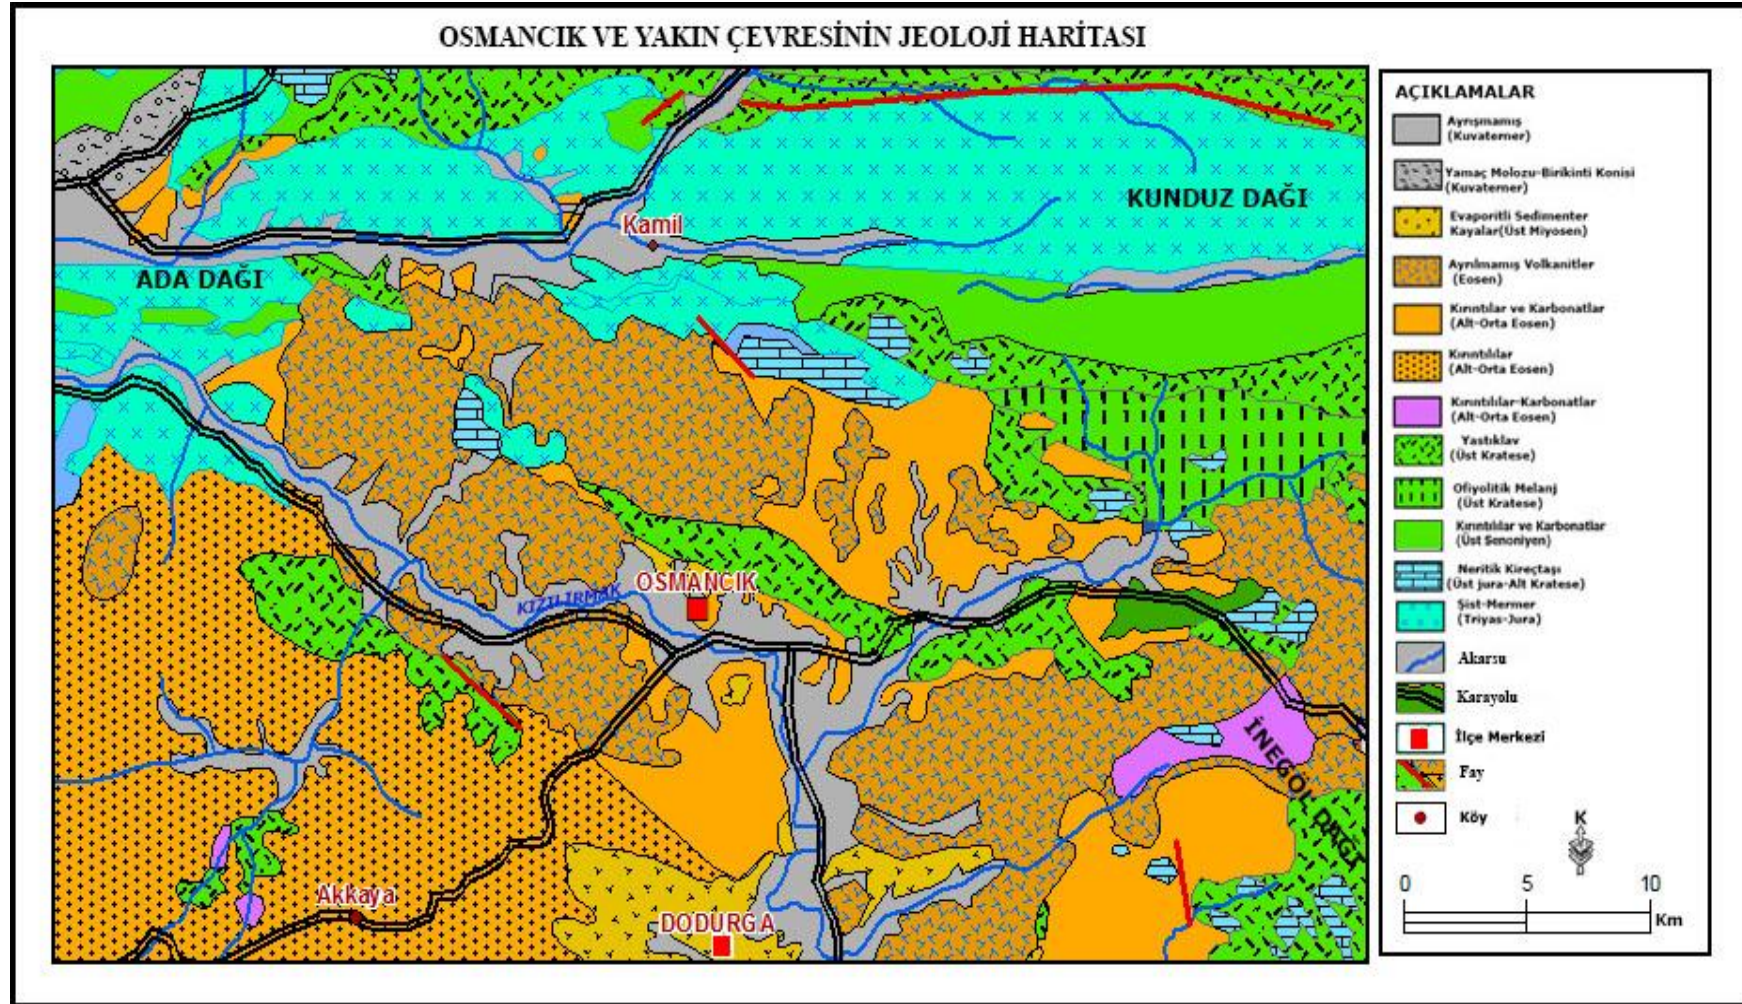 OSMANCIK VE YAKIN ÇEVRESİNİN JEOLOJİ HARİTASI
KUNDUZ DAĞI
Kamil
ADA DAĞI
KIZILIRMAK
OSMANCIK
İNEGÖL DAĞI
Akkaya
DODURGA
AÇIKLAMALAR
Ayrışmamış
(Kuvaterner)
Yamaç Molozu-Birikinti Konisi
(Kuvaterner)
Evaporitli Sedimenter
Kayalar(Üst Miyosen)
Ayrılmamış Volkanitler
(Eosen)
Kırıntılar ve Karbonatlar
(Alt-Orta Eosen)
Kırıntılılar
(Alt-Orta Eosen)
Kırıntılılar-Karbonatlar
(Alt-Orta Eosen)
Yastıklav
(Üst Kratese)
Ofiyolitik Melanj
(Üst Kratese)
Kırıntılılar ve Karbonatlar
(Üst Senoniyen)
Neritik Kireçtaşı
(Üst jura-Alt Kratese)
Şist-Mermer
(Triyas-Jura)
Akarsu
Karayolu
İlçe Merkezi
Fay
Köy
K
0 5 10
Km